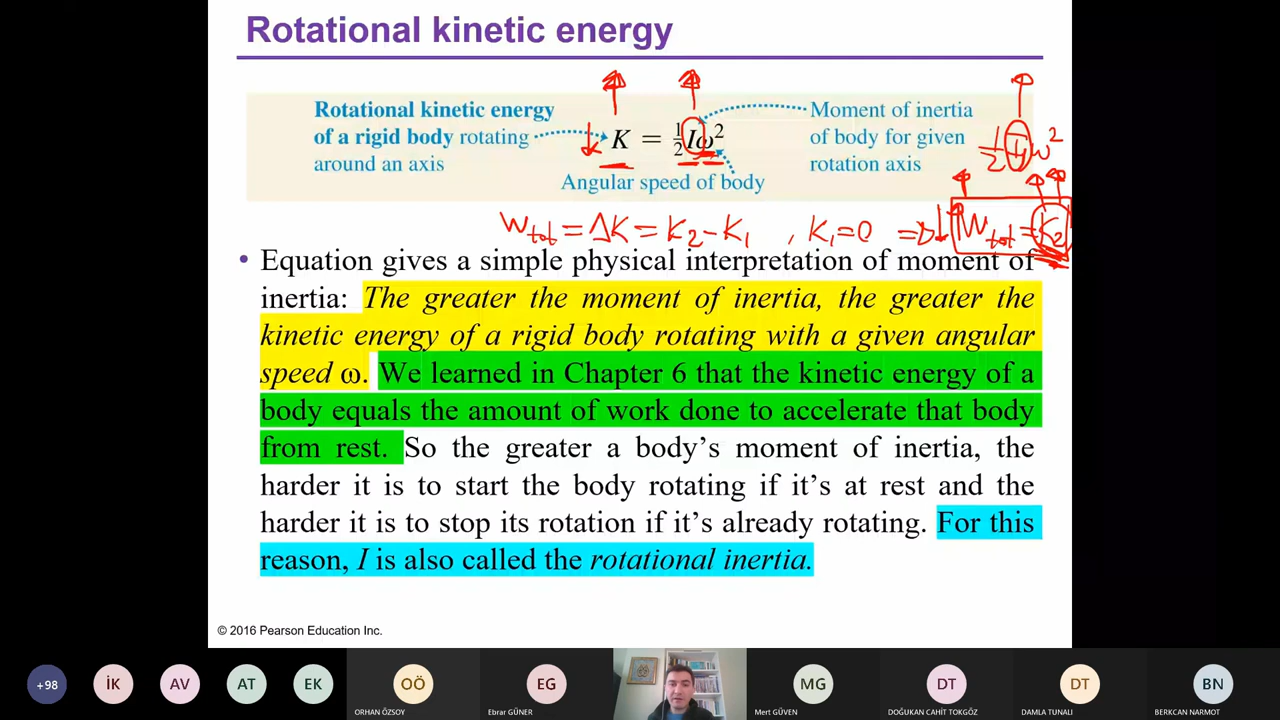 Rotational kinetic energy
Rotational kinetic energy
of a rigid body rotating
around an axis
K = ½Iω²
Moment of inertia
of body for given
rotation axis
Angular speed of body
½Iω²
W_tot = ΔK = K₂ - K₁ , K₁ = 0 => W_tot = K₂
• Equation gives a simple physical interpretation of moment of
inertia: The greater the moment of inertia, the greater the
kinetic energy of a rigid body rotating with a given angular
speed ω. We learned in Chapter 6 that the kinetic energy of a
body equals the amount of work done to accelerate that body
from rest. So the greater a body’s moment of inertia, the
harder it is to start the body rotating if it’s at rest and the
harder it is to stop its rotation if it’s already rotating. For this
reason, I is also called the rotational inertia.
© 2016 Pearson Education Inc.
+98
İK
AV
AT
EK
OÖ
EG
MG
DT
DT
BN
ORHAN ÖZSOY
Ebrar GÜNER
Mert GÜVEN
DOĞUKAN CAHİT TOKGÖZ
DAMLA TUNALI
BERKCAN NARMOT